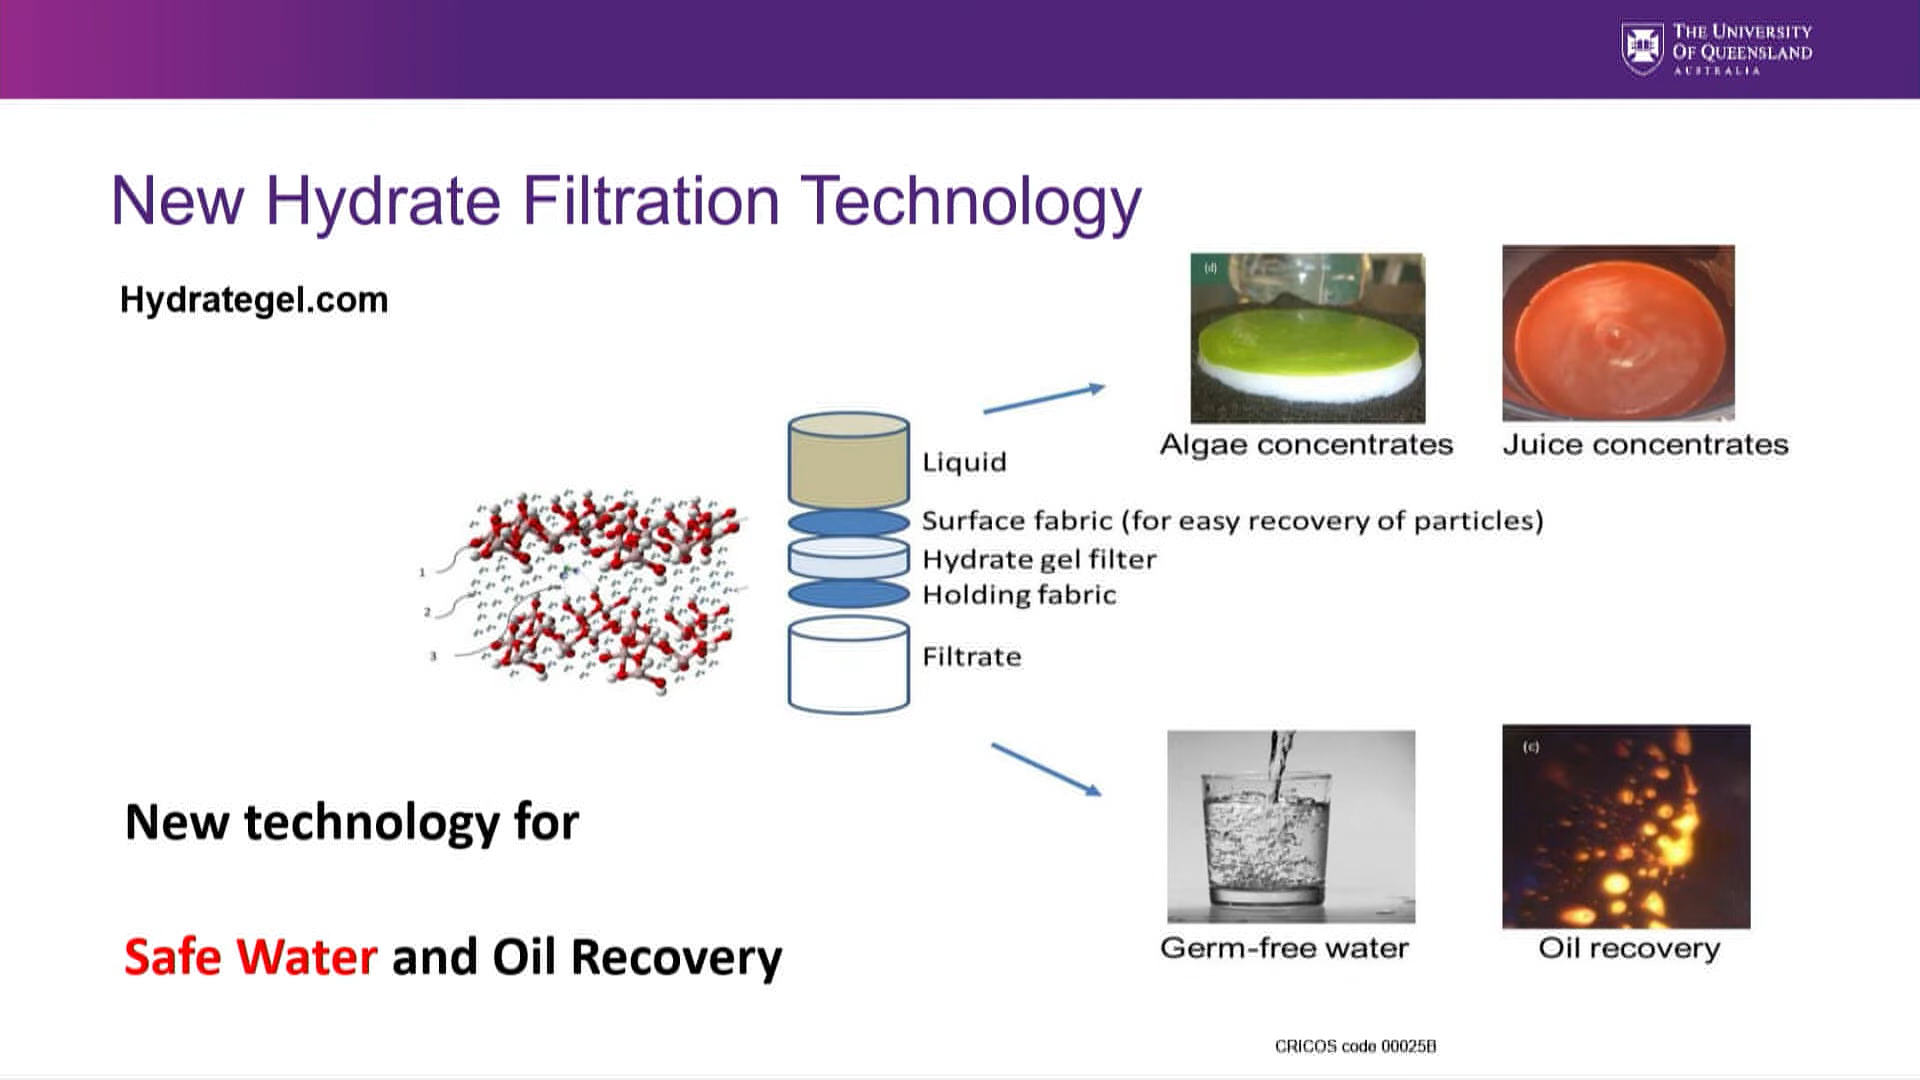 THE UNIVERSITY
OF QUEENSLAND
AUSTRALIA
New Hydrate Filtration Technology
Hydrategel.com
(d)
Algae concentrates
Juice concentrates
Liquid
Surface fabric (for easy recovery of particles)
Hydrate gel filter
Holding fabric
Filtrate
1
2
3
New technology for
Safe Water and Oil Recovery
(c)
Germ-free water
Oil recovery
CRICOS code 00025B